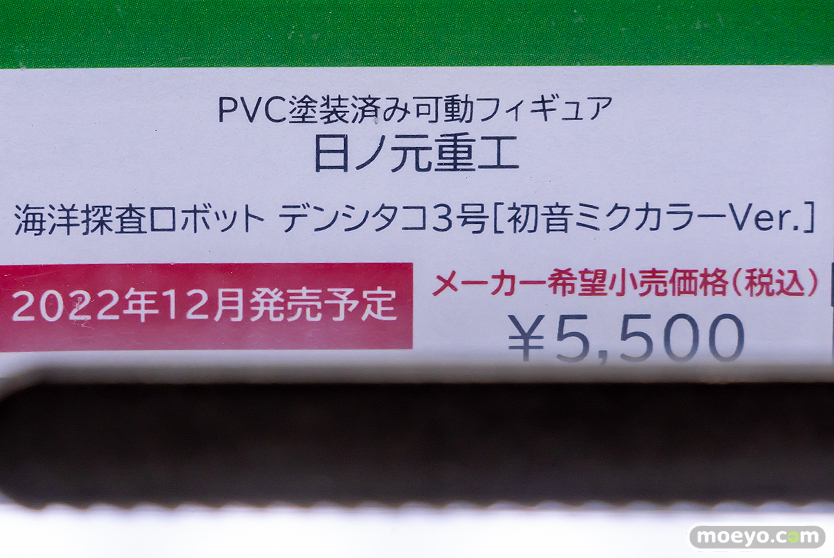 PVC塗装済み可動フィギュア
日ノ元重工
海洋探査ロボット デンシタコ3号[初音ミクカラーVer.]
2022年12月発売予定
メーカー希望小売価格(税込)
¥5,500
moeyo.com